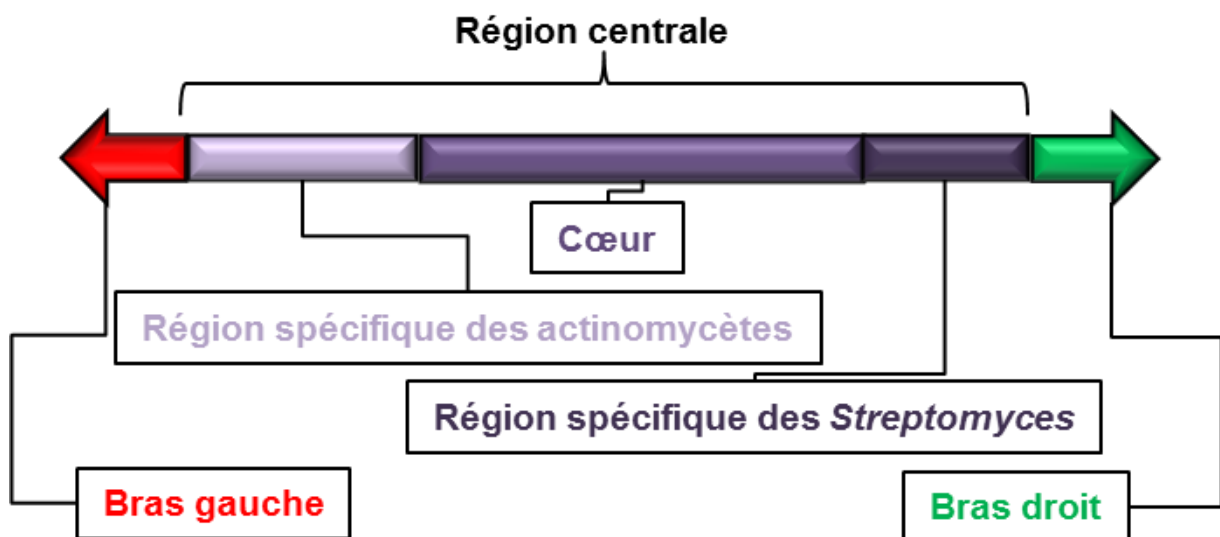 Région centrale
Cœur
Région spécifique des actinomycètes
Région spécifique des Streptomyces
Bras gauche
Bras droit